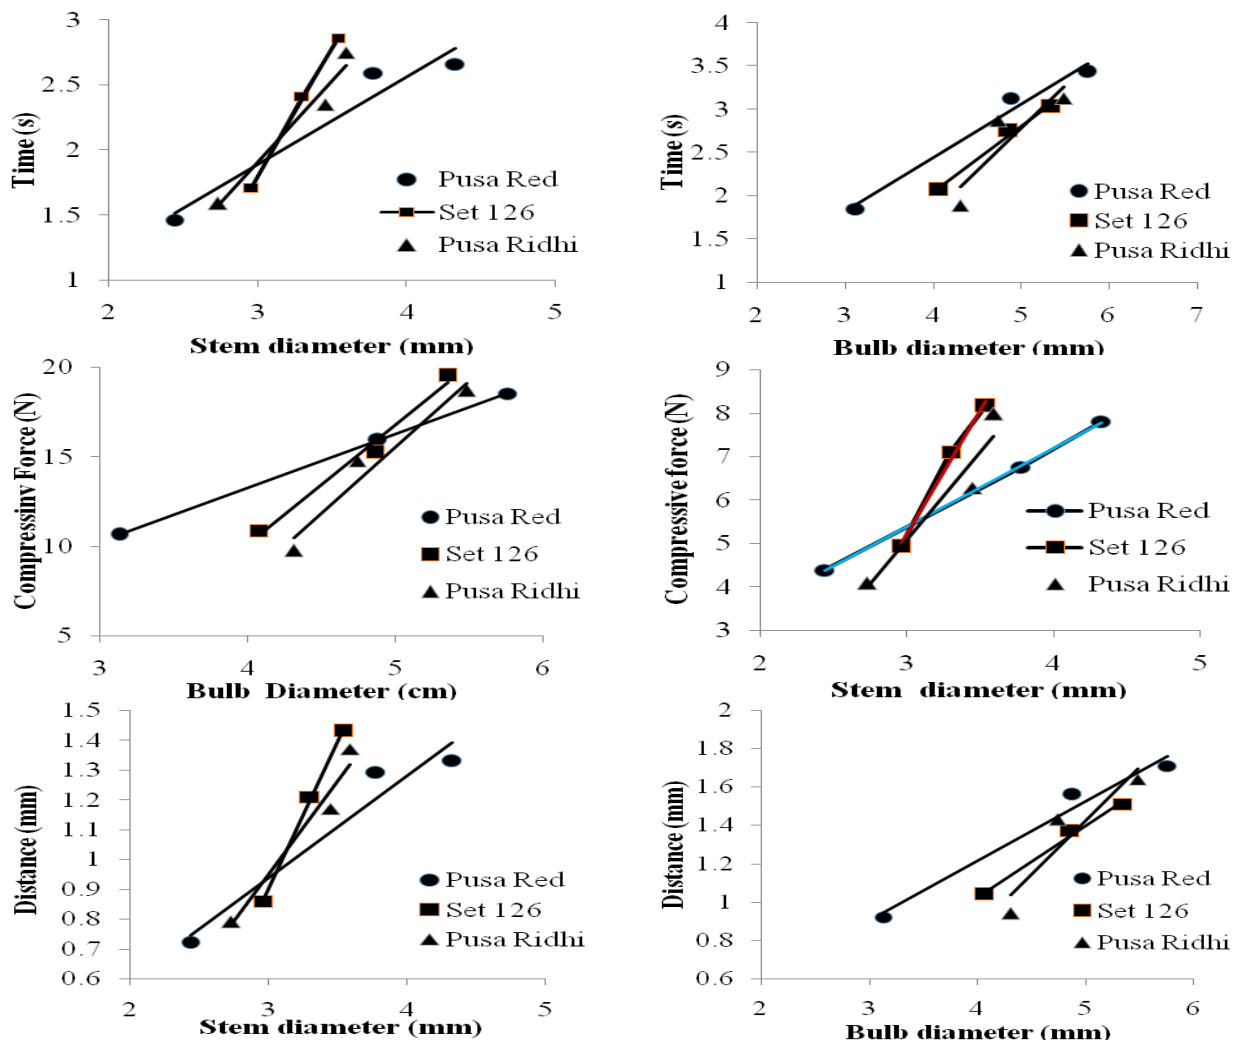 3
2.5
2
1.5
1
Time (s)
2 3 4 5
Stem diameter (mm)
Pusa Red
Set 126
Pusa Ridhi
4
3.5
3
2.5
2
1.5
1
Time (s)
2 3 4 5 6 7
Bulb diameter (mm)
Pusa Red
Set 126
Pusa Ridhi
20
15
10
5
Compressinv Force (N)
3 4 5 6
Bulb Diameter (cm)
Pusa Red
Set 126
Pusa Ridhi
9
8
7
6
5
4
3
Compressive force (N)
2 3 4 5
Stem diameter (mm)
Pusa Red
Set 126
Pusa Ridhi
1.5
1.4
1.3
1.2
1.1
1
0.9
0.8
0.7
0.6
Distance (mm)
2 3 4 5
Stem diameter (mm)
Pusa Red
Set 126
Pusa Ridhi
2
1.8
1.6
1.4
1.2
1
0.8
0.6
Distance (mm)
2 3 4 5 6
Bulb diameter (mm)
Pusa Red
Set 126
Pusa Ridhi